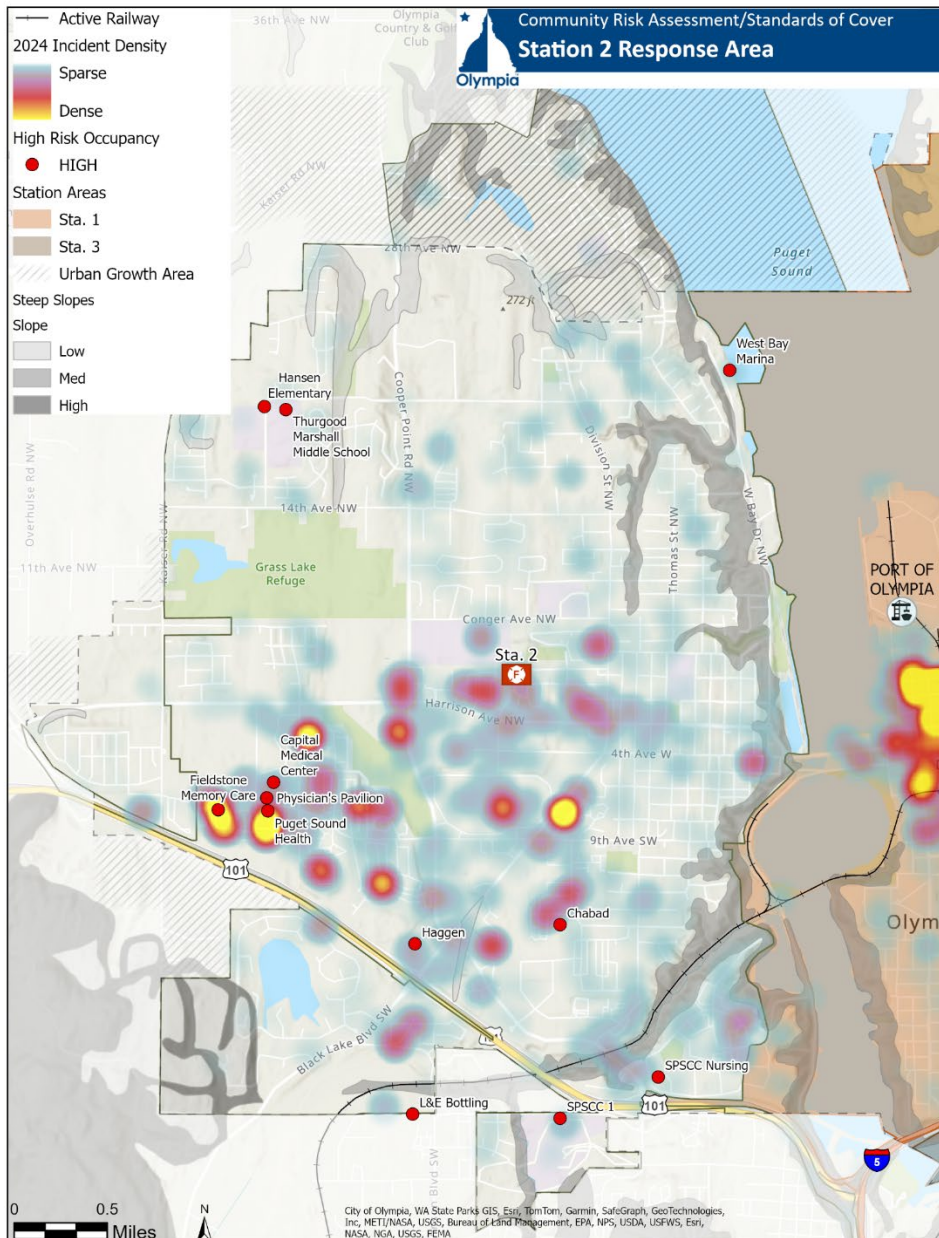 Active Railway
2024 Incident Density
Sparse
Dense
High Risk Occupancy
HIGH
Station Areas
Sta. 1
Sta. 3
Urban Growth Area
Steep Slopes
Slope
Low
Med
High
Olympia
Community Risk Assessment/Standards of Cover
Station 2 Response Area
36th Ave NW
Olympia
Country & Golf
Club
Kaiser Rd NW
28th Ave NW
Puget
Sound
272 ft
West Bay
Marina
Hansen
Elementary
Thurgood
Marshall
Middle School
Cooper Point Rd NW
Division St NW
Overhulse Rd NW
14th Ave NW
Kaiser Rd NW
11th Ave NW
Grass Lake
Refuge
Thomas St NW
W Bay Dr NW
PORT OF
OLYMPIA
Conger Ave NW
Sta. 2
F
Harrison Ave NW
4th Ave W
Capital
Medical
Center
Fieldstone
Memory Care
Physician's Pavilion
Puget Sound
Health
9th Ave SW
101
Chabad
Haggen
Olym
Black Lake Blvd SW
101
SPSCC Nursing
L&E Bottling
SPSCC 1
101
5
Blvd SW
0 0.5
Miles
N
City of Olympia, WA State Parks GIS, Esri, TomTom, Garmin, SafeGraph, GeoTechnologies,
Inc, METI/NASA, USGS, Bureau of Land Management, EPA, NPS, USDA, USFWS, Esri,
NASA, NGA, USGS, FEMA